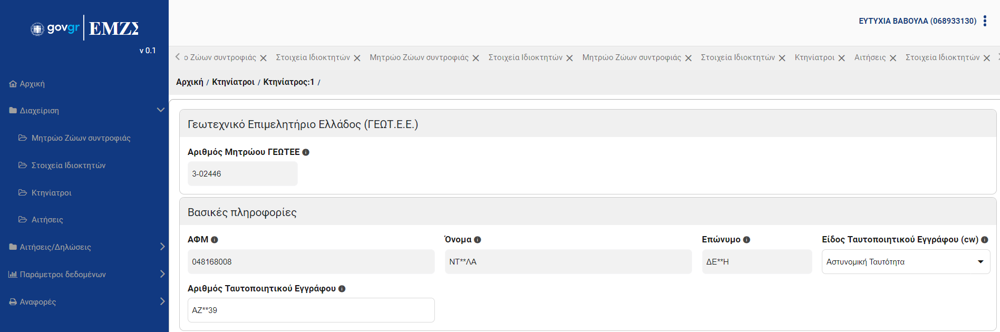 govgr ΕΜΖΣ
v 0.1
ΕΥΤΥΧΙΑ ΒΑΒΟΥΛΑ (068933130)
ο Ζώων συντροφιάς Στοιχεία Ιδιοκτητών Μητρώο Ζώων συντροφιάς Στοιχεία Ιδιοκτητών Μητρώο Ζώων συντροφιάς Στοιχεία Ιδιοκτητών Κτηνίατροι Αιτήσεις Στοιχεία Ιδιοκτητών
Αρχική / Κτηνίατροι / Κτηνίατρος:1 /
Αρχική
Διαχείριση
Μητρώο Ζώων συντροφιάς
Στοιχεία Ιδιοκτητών
Κτηνίατροι
Αιτήσεις
Αιτήσεις/Δηλώσεις
Παράμετροι δεδομένων
Αναφορές
Γεωτεχνικό Επιμελητήριο Ελλάδος (ΓΕΩΤ.Ε.Ε.)
Αριθμός Μητρώου ΓΕΩΤΕΕ
3-02446
Βασικές πληροφορίες
ΑΦΜ Όνομα Επώνυμο Είδος Ταυτοποιητικού Εγγράφου (cw)
048168008 ΝΤ**ΛΑ ΔΕ**Η Αστυνομική Ταυτότητα
Αριθμός Ταυτοποιητικού Εγγράφου
ΑΖ**39